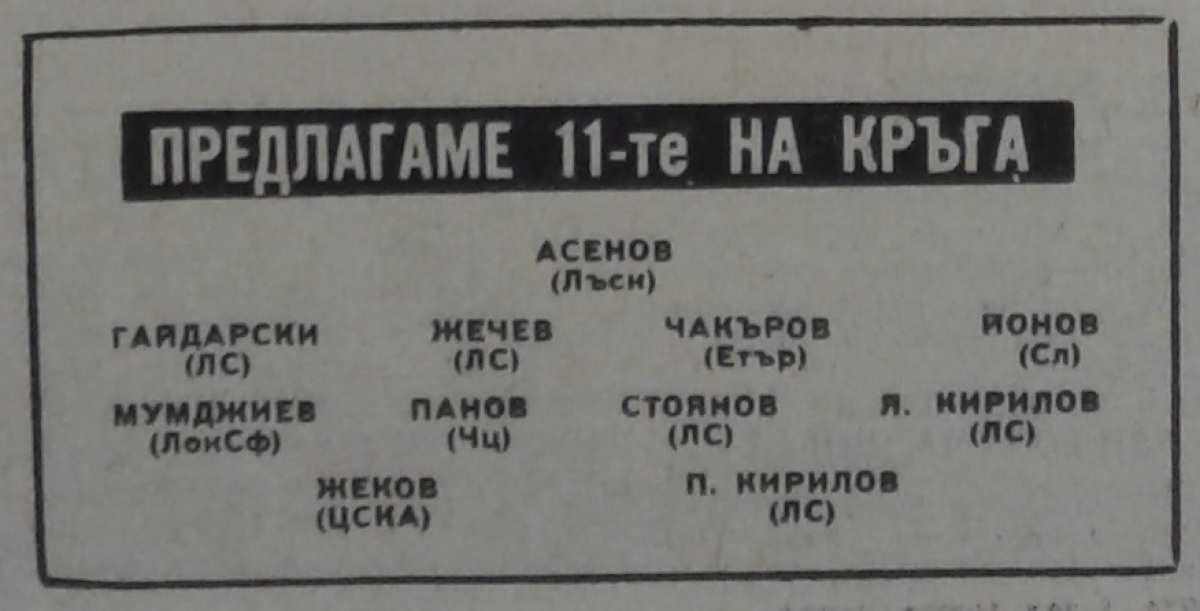 ПРЕДЛАГАМЕ 11-те НА КРЪГА
АСЕНОВ
(Лъсн)
ГАЙДАРСКИ ЖЕЧЕВ ЧАКЪРОВ ЙОНОВ
(ЛС) (ЛС) (Етър) (Сл)
МУМДЖИЕВ ПАНОВ СТОЯНОВ Я. КИРИЛОВ
(ЛокСф) (Чц) (ЛС) (ЛС)
ЖЕКОВ П. КИРИЛОВ
(ЦСКА) (ЛС)